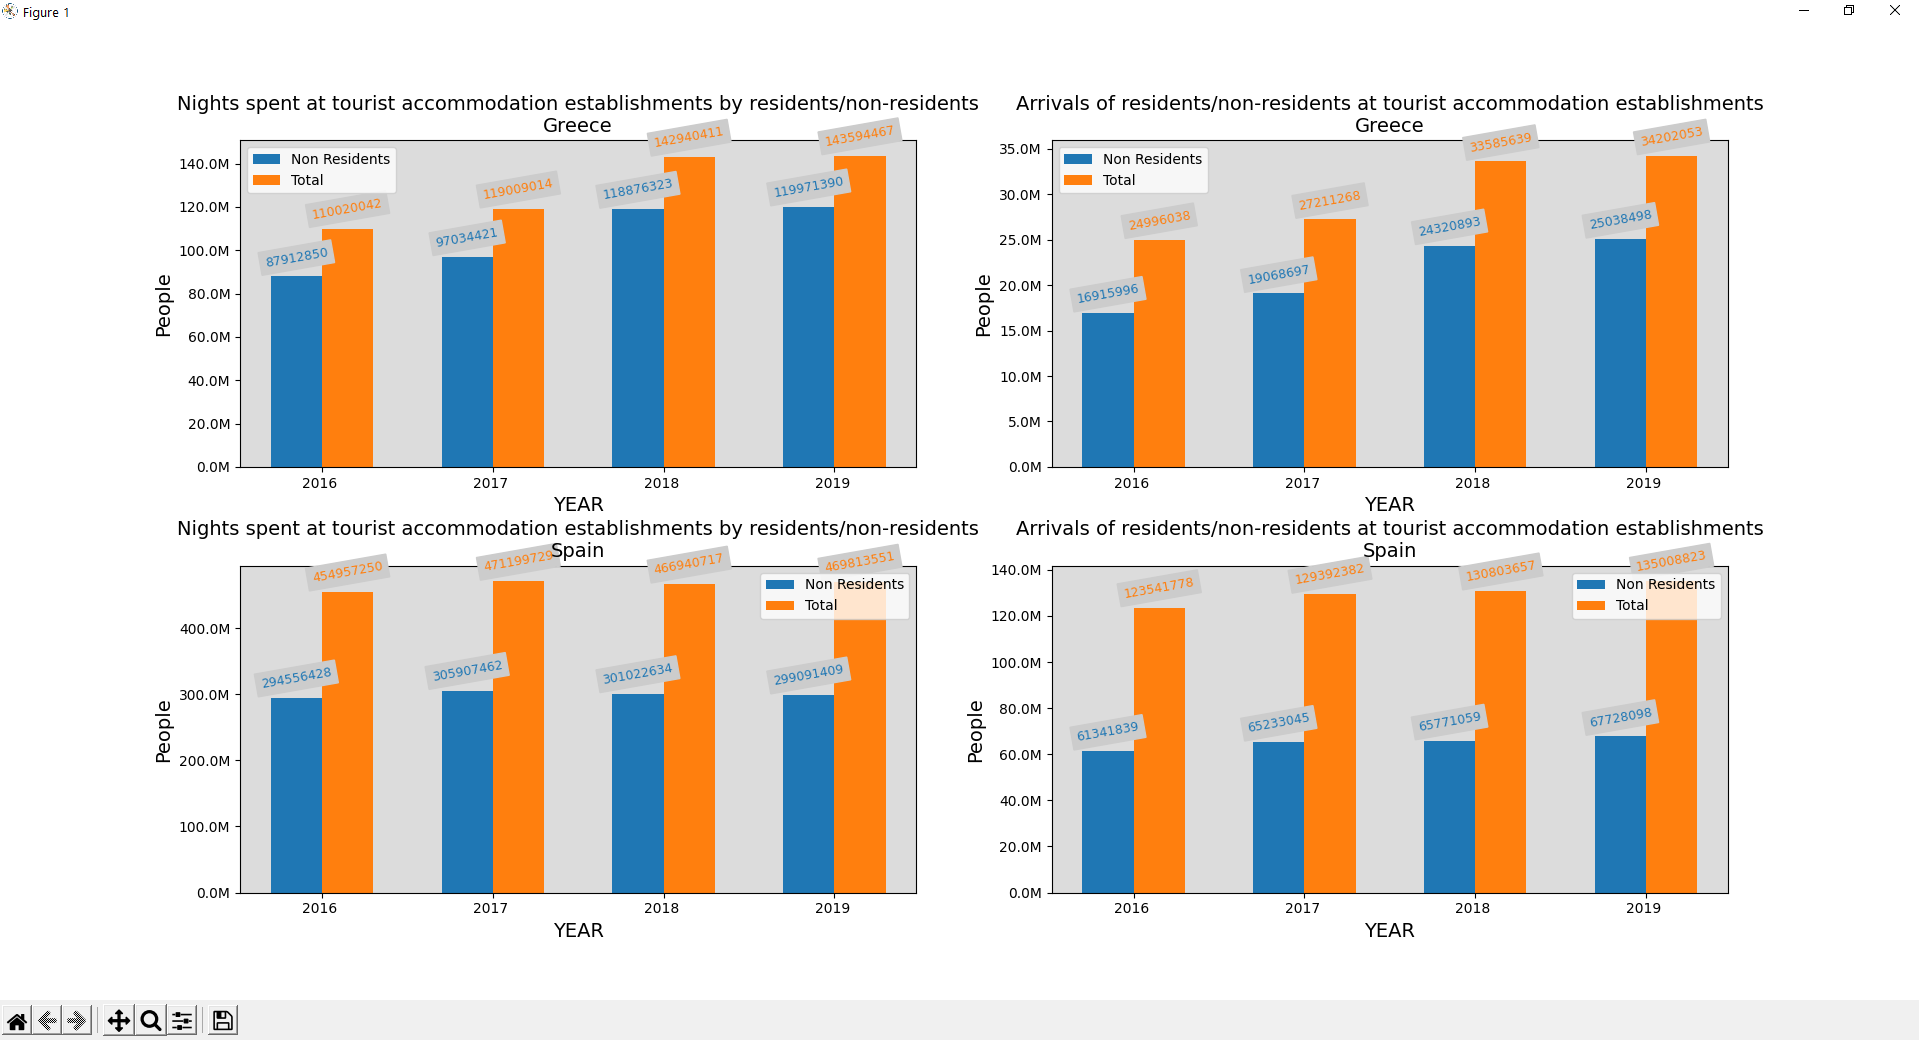 Figure 1
Nights spent at tourist accommodation establishments by residents/non-residents
Greece
Non Residents
Total
People
140.0M
120.0M
100.0M
80.0M
60.0M
40.0M
20.0M
0.0M
87912850
110020042
97034421
119009014
118876323
142940411
119971390
143594467
2016 2017 2018 2019
YEAR
Arrivals of residents/non-residents at tourist accommodation establishments
Greece
Non Residents
Total
People
35.0M
30.0M
25.0M
20.0M
15.0M
10.0M
5.0M
0.0M
16915996
24996038
19068697
27211268
24320893
33585639
25038498
34202053
2016 2017 2018 2019
YEAR
Nights spent at tourist accommodation establishments by residents/non-residents
Spain
Non Residents
Total
People
400.0M
300.0M
200.0M
100.0M
0.0M
294556428
454957250
305907462
471199729
301022634
466940717
299091409
469813551
2016 2017 2018 2019
YEAR
Arrivals of residents/non-residents at tourist accommodation establishments
Spain
Non Residents
Total
People
140.0M
120.0M
100.0M
80.0M
60.0M
40.0M
20.0M
0.0M
61341839
123541778
65233045
129392382
65771059
130803657
67728098
135008823
2016 2017 2018 2019
YEAR